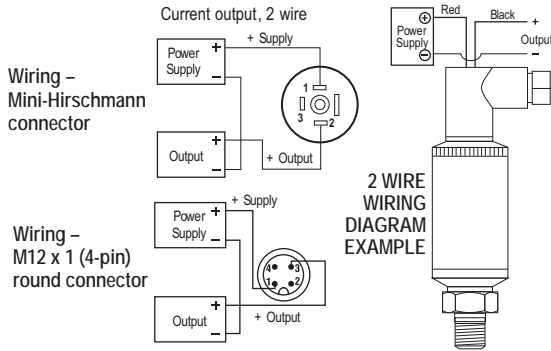 Current output, 2 wire
Wiring –
Mini-Hirschmann
connector
Power
Supply
+
–
+ Supply
1
3
2
Output
+
–
+ Output
Wiring –
M12 x 1 (4-pin)
round connector
Power
Supply
+
–
+ Supply
4
3
1
2
Output
+
–
+ Output
+
Power
Supply
–
Red
Black
+
Output
–
2 WIRE
WIRING
DIAGRAM
EXAMPLE